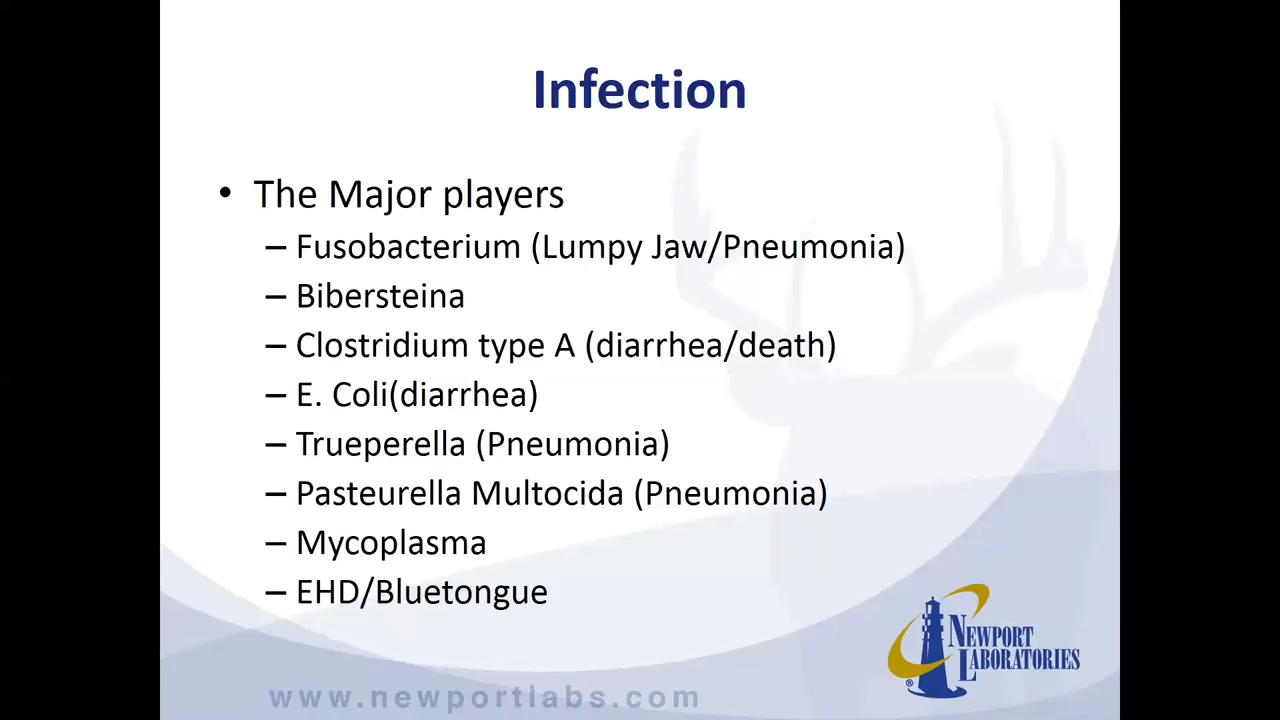 Infection
• The Major players
– Fusobacterium (Lumpy Jaw/Pneumonia)
– Bibersteina
– Clostridium type A (diarrhea/death)
– E. Coli(diarrhea)
– Trueperella (Pneumonia)
– Pasteurella Multocida (Pneumonia)
– Mycoplasma
– EHD/Bluetongue
NEWPORT
LABORATORIES
®
www.newportlabs.com